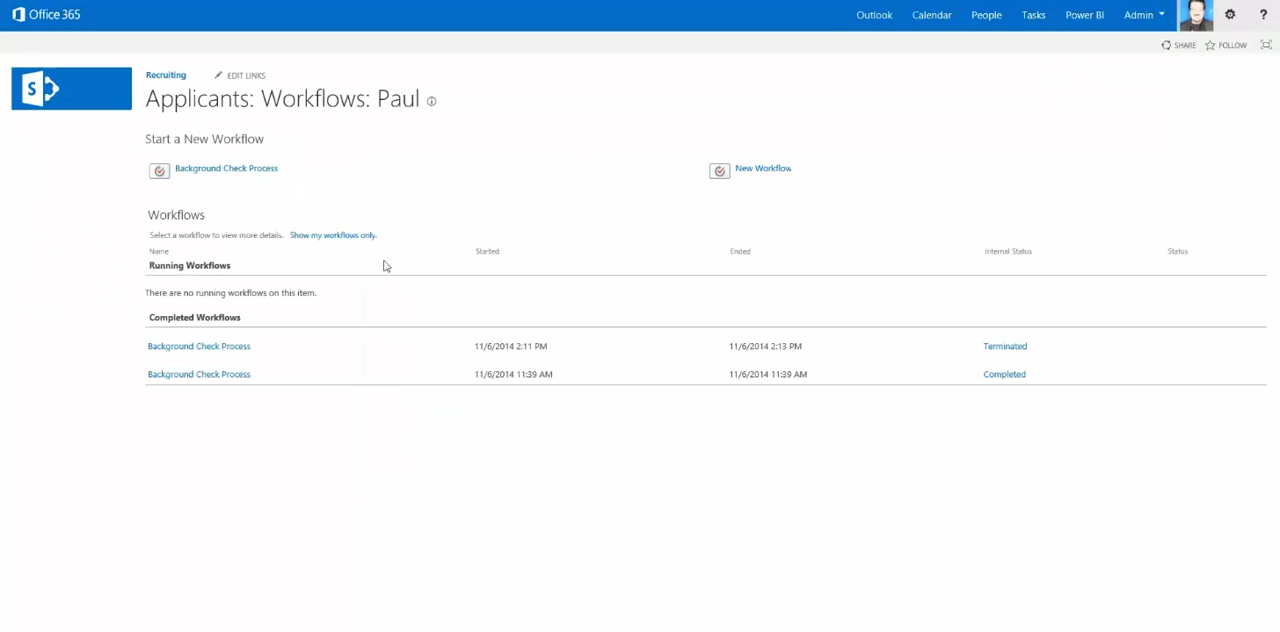 Office 365 Outlook Calendar People Tasks Power BI Admin ?
SHARE FOLLOW
Recruiting EDIT LINKS
S
Applicants: Workflows: Paul
Start a New Workflow
Background Check Process New Workflow
Workflows
Select a workflow to view more details. Show my workflows only.
Name Started Ended Internal Status Status
Running Workflows
There are no running workflows on this item.
Completed Workflows
Background Check Process 11/6/2014 2:11 PM 11/6/2014 2:13 PM Terminated
Background Check Process 11/6/2014 11:39 AM 11/6/2014 11:39 AM Completed